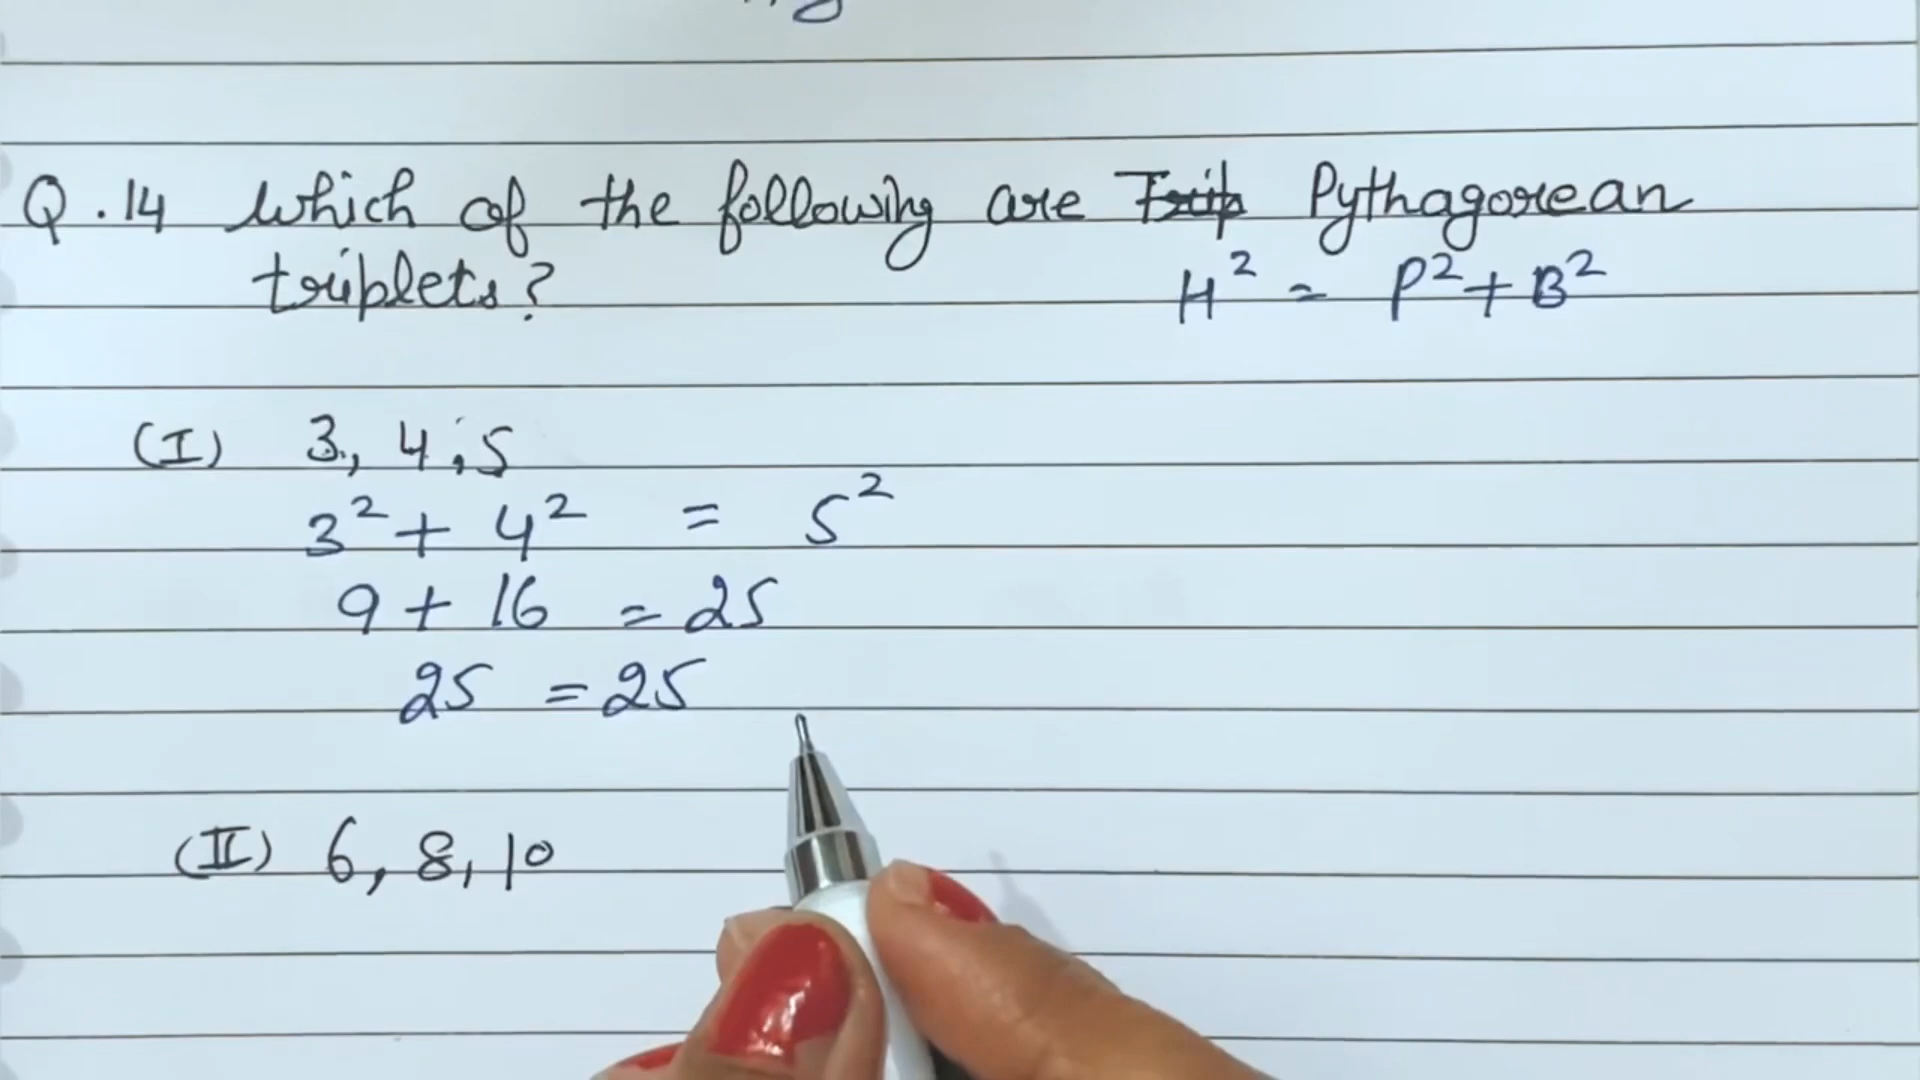 Q.14 Which of the following are Trip Pythagorean
triplets?
H² = P² + B²
(I) 3, 4, 5
3² + 4² = 5²
9 + 16 = 25
25 = 25
(II) 6, 8, 10